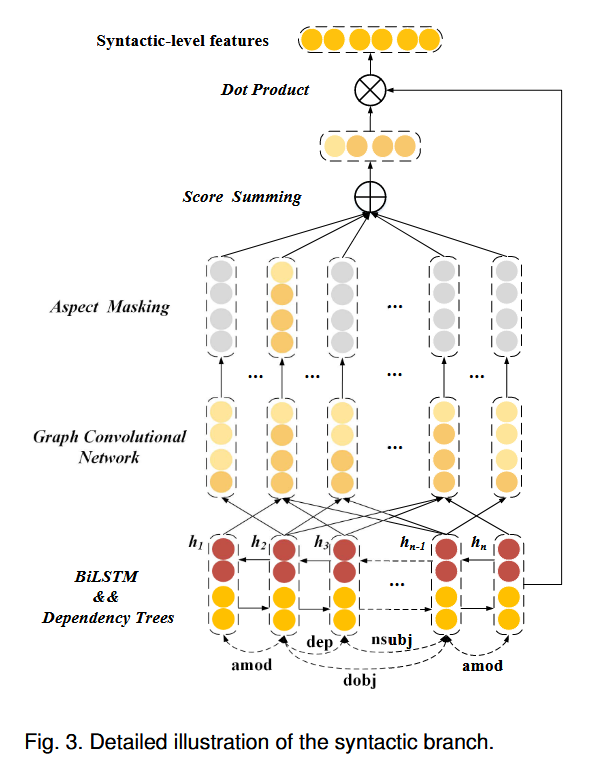 Syntactic-level features
Dot Product
Score Summing
Aspect Masking
...
... ... ... ...
Graph Convolutional
Network
...
h1 h2 h3 hn-1 hn
BiLSTM
&&
Dependency Trees
...
dep nsubj
amod amod
dobj
Fig. 3. Detailed illustration of the syntactic branch.